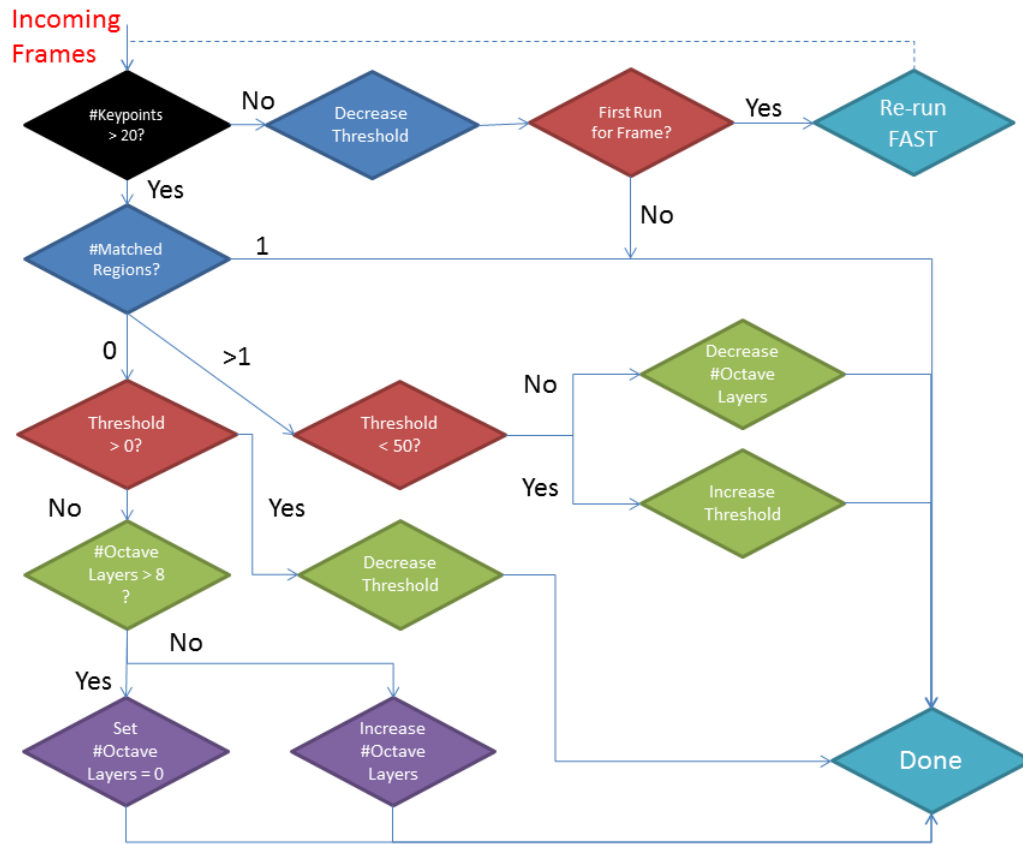 Incoming
Frames
#Keypoints
> 20?
No
Decrease
Threshold
First Run
for Frame?
Yes
Re-run
FAST
Yes
No
#Matched
Regions?
1
0
>1
Threshold
> 0?
Threshold
< 50?
No
Decrease
#Octave
Layers
Yes
Increase
Threshold
No
Yes
#Octave
Layers > 8
?
Decrease
Threshold
No
Yes
Set
#Octave
Layers = 0
Increase
#Octave
Layers
Done